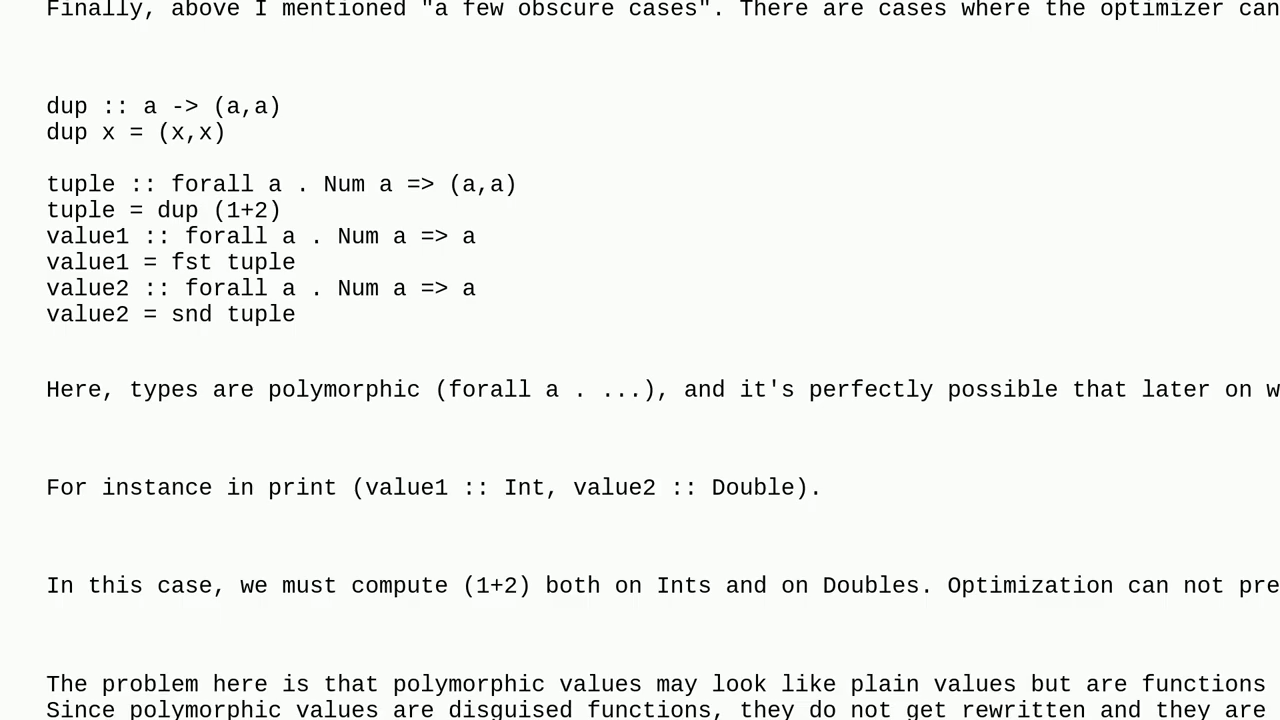 Finally, above I mentioned "a few obscure cases". There are cases where the optimizer can
dup :: a -> (a,a)
dup x = (x,x)
tuple :: forall a . Num a => (a,a)
tuple = dup (1+2)
value1 :: forall a . Num a => a
value1 = fst tuple
value2 :: forall a . Num a => a
value2 = snd tuple
Here, types are polymorphic (forall a . ...), and it's perfectly possible that later on w
For instance in print (value1 :: Int, value2 :: Double).
In this case, we must compute (1+2) both on Ints and on Doubles. Optimization can not pre
The problem here is that polymorphic values may look like plain values but are functions
Since polymorphic values are disguised functions, they do not get rewritten and they are